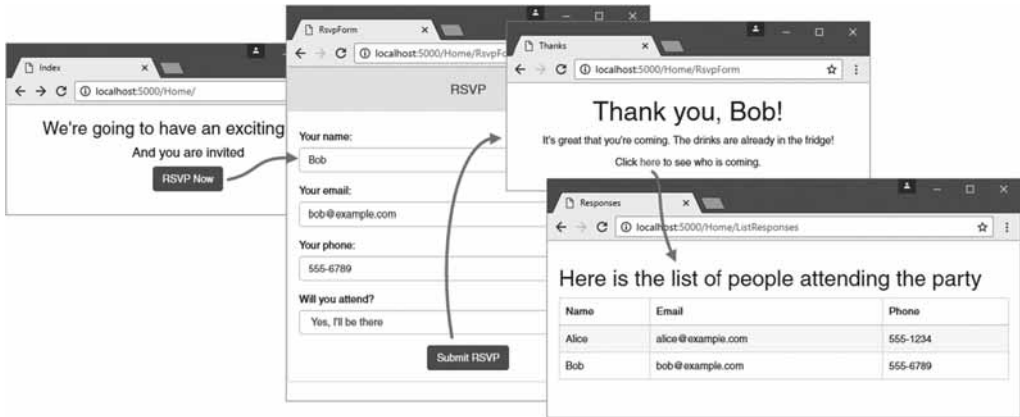 Index
localhost:5000/Home/
We're going to have an exciting
And you are invited
RSVP Now
RsvpForm
localhost:5000/Home/RsvpFo
RSVP
Your name:
Bob
Your email:
bob@example.com
Your phone:
555-6789
Will you attend?
Yes, I'll be there
Submit RSVP
Thanks
localhost:5000/Home/RsvpForm
Thank you, Bob!
It's great that you're coming. The drinks are already in the fridge!
Click here to see who is coming.
Responses
localhost:5000/Home/ListResponses
Here is the list of people attending the party
Name Email Phone
Alice alice@example.com 555-1234
Bob bob@example.com 555-6789